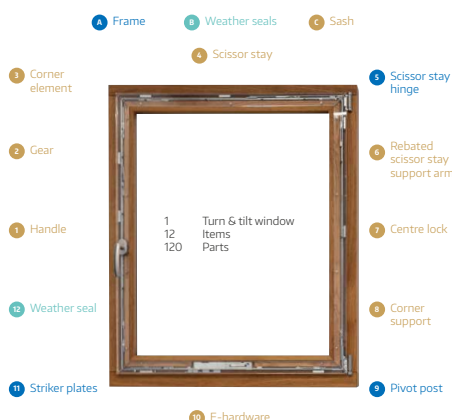 A Frame
B Weather seals
C Sash
4 Scissor stay
3 Corner
element
5 Scissor stay
hinge
2 Gear
6 Rebated
scissor stay
support arm
1 Handle
1 Turn & tilt window
12 Items
120 Parts
7 Centre lock
12 Weather seal
8 Corner
support
11 Striker plates
9 Pivot post
10 E-hardware